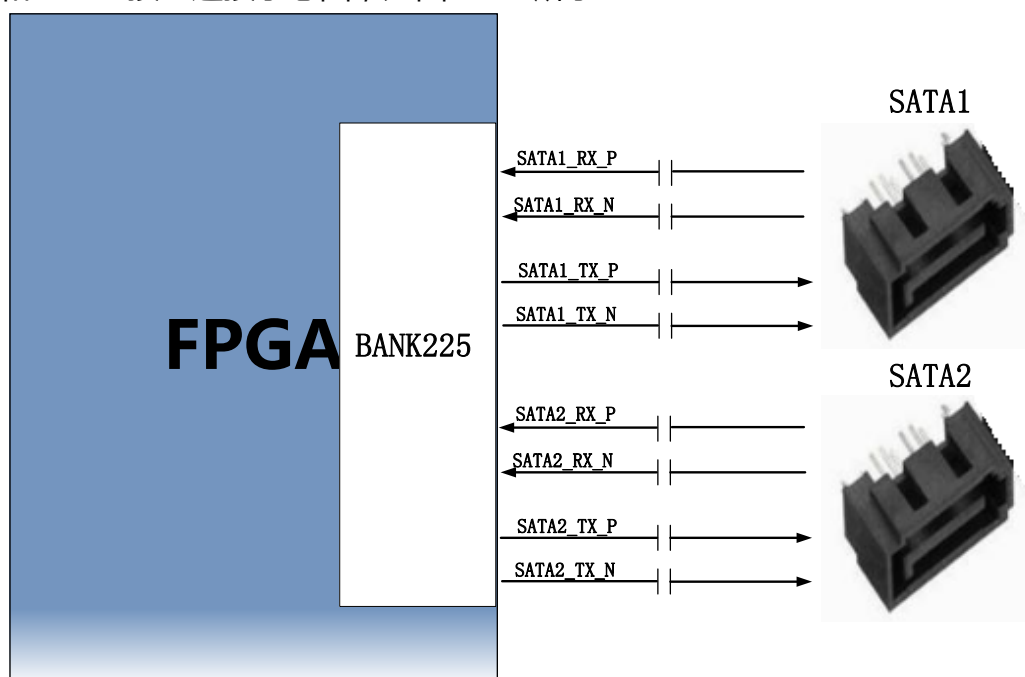 SATA1
SATA1_RX_P
SATA1_RX_N
SATA1_TX_P
SATA1_TX_N
FPGA
BANK225
SATA2
SATA2_RX_P
SATA2_RX_N
SATA2_TX_P
SATA2_TX_N